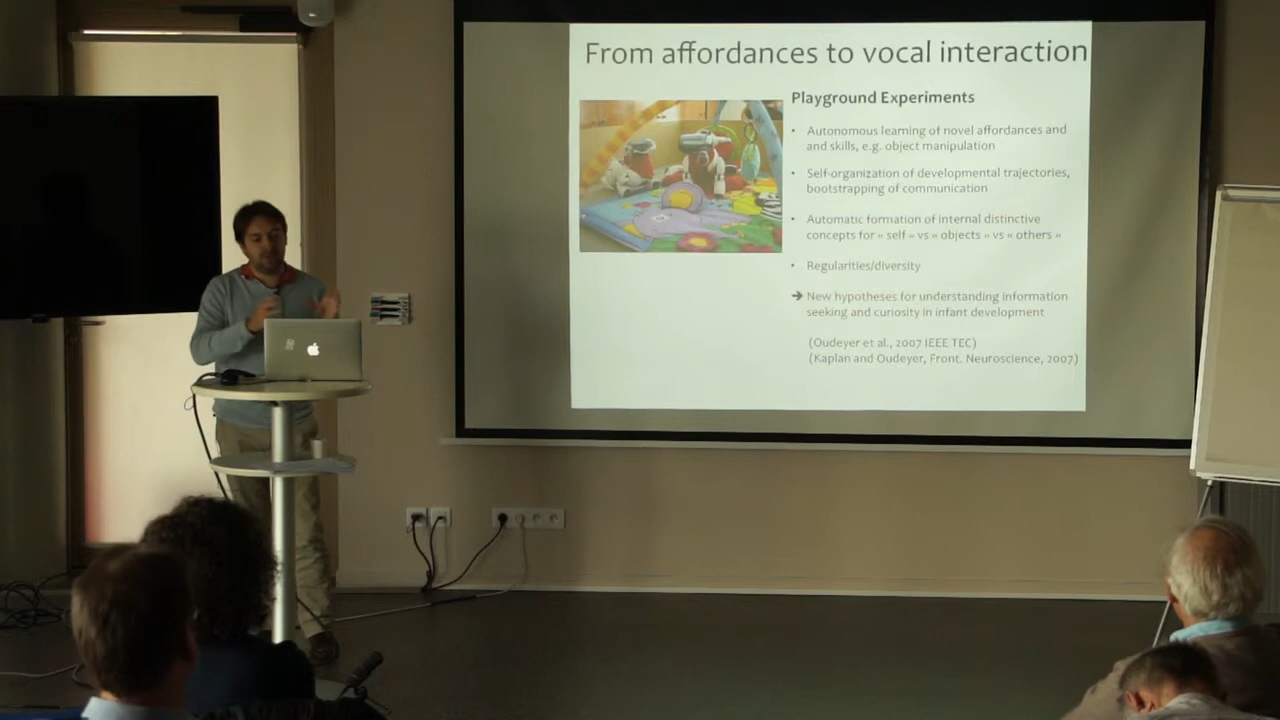 From affordances to vocal interaction
Playground Experiments
• Autonomous learning of novel affordances and
and skills, e.g. object manipulation
• Self-organization of developmental trajectories,
bootstrapping of communication
• Automatic formation of internal distinctive
concepts for « self » vs « objects » vs « others »
• Regularities/diversity
➔ New hypotheses for understanding information
seeking and curiosity in infant development
(Oudeyer et al., 2007 IEEE TEC)
(Kaplan and Oudeyer, Front. Neuroscience, 2007)